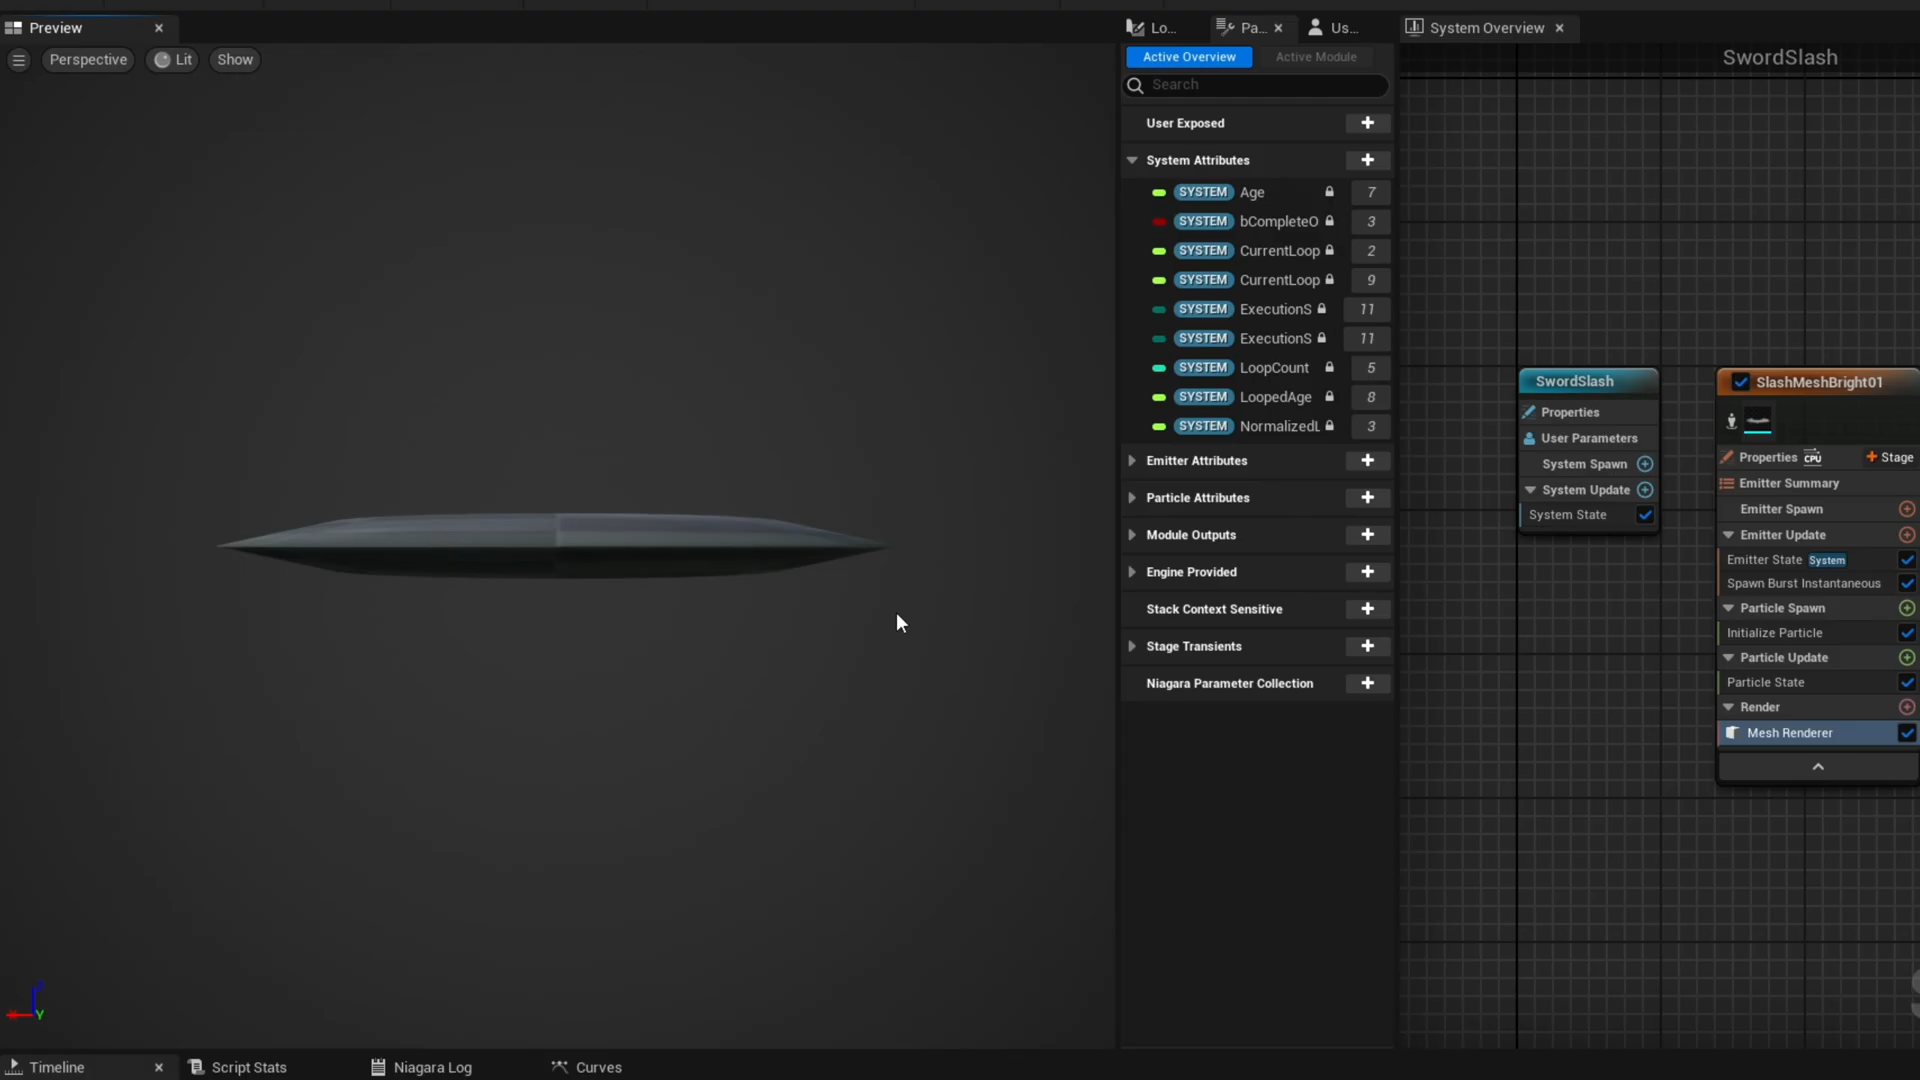 Preview
Perspective
Lit
Show
Y
Lo...
Pa...
Us...
Active Overview
Active Module
Search
User Exposed
System Attributes
SYSTEM Age 7
SYSTEM bCompleteO 3
SYSTEM CurrentLoop 2
SYSTEM CurrentLoop 9
SYSTEM ExecutionS 11
SYSTEM ExecutionS 11
SYSTEM LoopCount 5
SYSTEM LoopedAge 8
SYSTEM NormalizedL 3
Emitter Attributes
Particle Attributes
Module Outputs
Engine Provided
Stack Context Sensitive
Stage Transients
Niagara Parameter Collection
System Overview
SwordSlash
SwordSlash
Properties
User Parameters
System Spawn
System Update
System State
SlashMeshBright01
Properties CPU
Stage
Emitter Summary
Emitter Spawn
Emitter Update
Emitter State System
Spawn Burst Instantaneous
Particle Spawn
Initialize Particle
Particle Update
Particle State
Render
Mesh Renderer
Timeline
Script Stats
Niagara Log
Curves